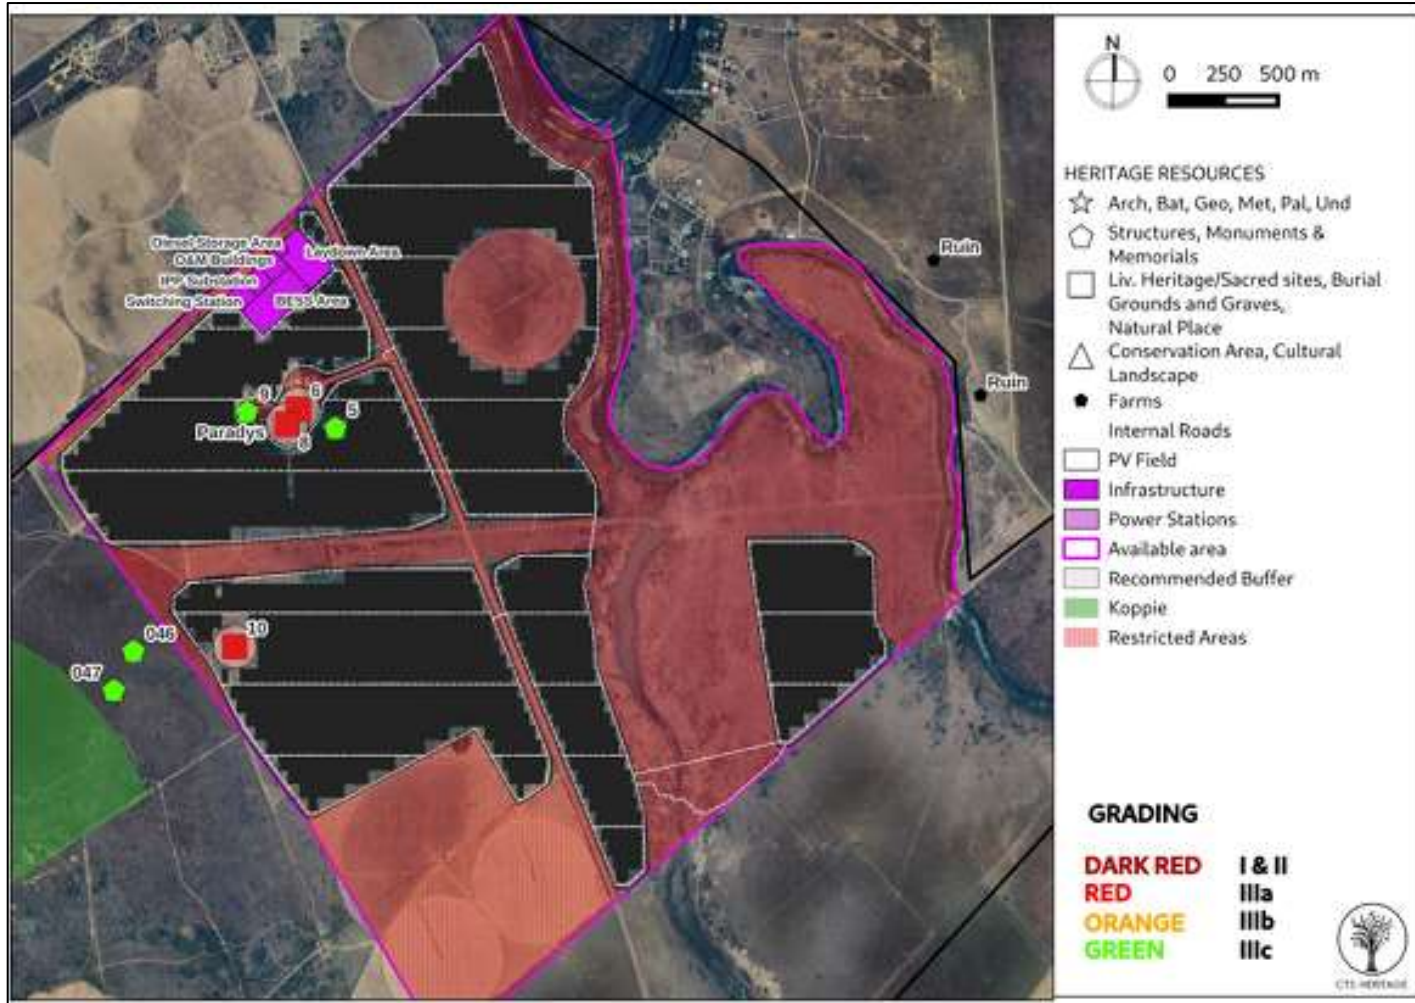 N
0 250 500 m
HERITAGE RESOURCES
Arch, Bat, Geo, Met, Pal, Und
Structures, Monuments &
Memorials
Liv. Heritage/Sacred sites, Burial
Grounds and Graves,
Natural Place
Conservation Area, Cultural
Landscape
Farms
Internal Roads
PV Field
Infrastructure
Power Stations
Available area
Recommended Buffer
Koppie
Restricted Areas
GRADING
DARK RED I & II
RED IIIa
ORANGE IIIb
GREEN IIIc
CTS HERITAGE
Diesel Storage Area
Laydown Area
O&M Buildings
IPP Substation
Switching Station
BESS Area
Ruin
Ruin
9
6
5
Paradys
8
10
046
047